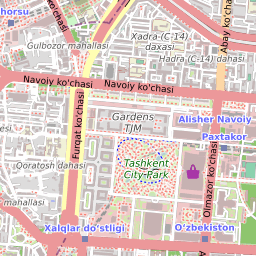 horsu
Gulbozor mahallasi
Xadra (C-14)
daxasi
Hadra (C-14) dahasi
Abay ko'chasi
Navoiy ko'chasi
Navoiy ko'chasi
Furqat ko'chasi
Gardens
TJM
Alisher Navoiy
Paxtakor
Tashkent
City Park
Qoratosh dahasi
Olmazor ko'chasi
mahallasi
Xalqlar do'stligi
O'zbekiston